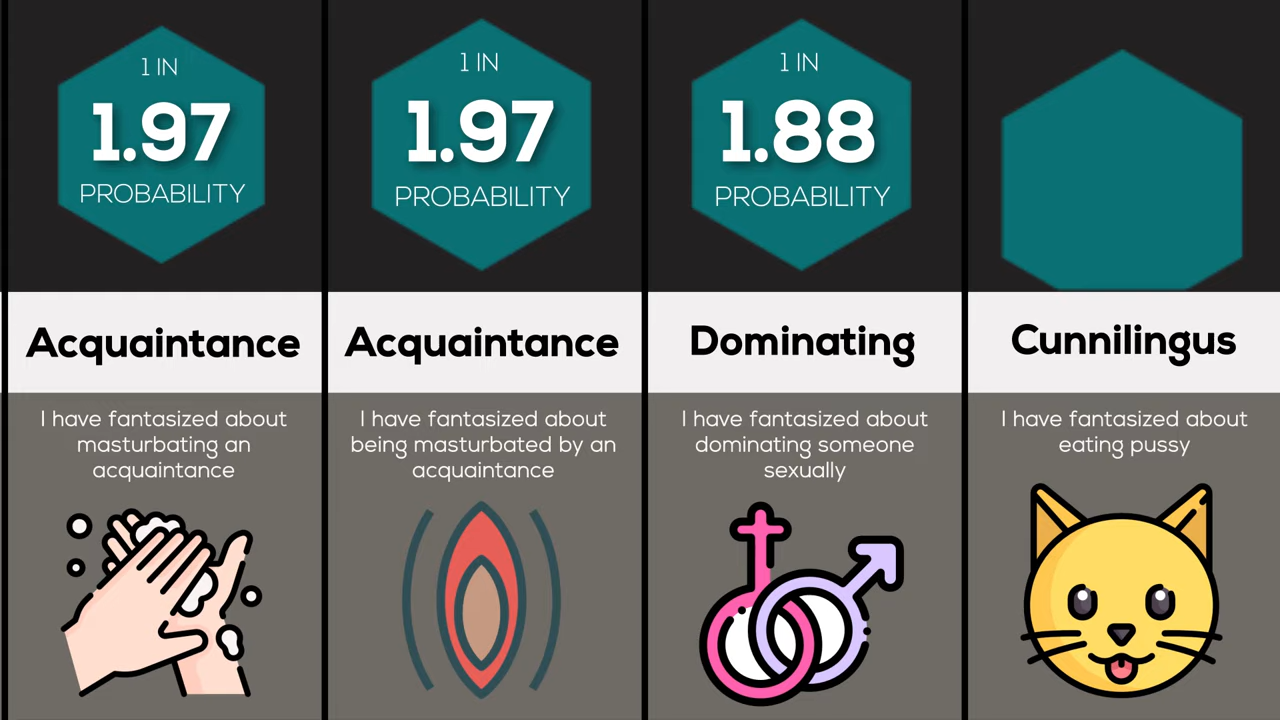 1 IN
1.97
PROBABILITY
Acquaintance
I have fantasized about
masturbating an
acquaintance
1 IN
1.97
PROBABILITY
Acquaintance
I have fantasized about
being masturbated by an
acquaintance
1 IN
1.88
PROBABILITY
Dominating
I have fantasized about
dominating someone
sexually
Cunnilingus
I have fantasized about
eating pussy